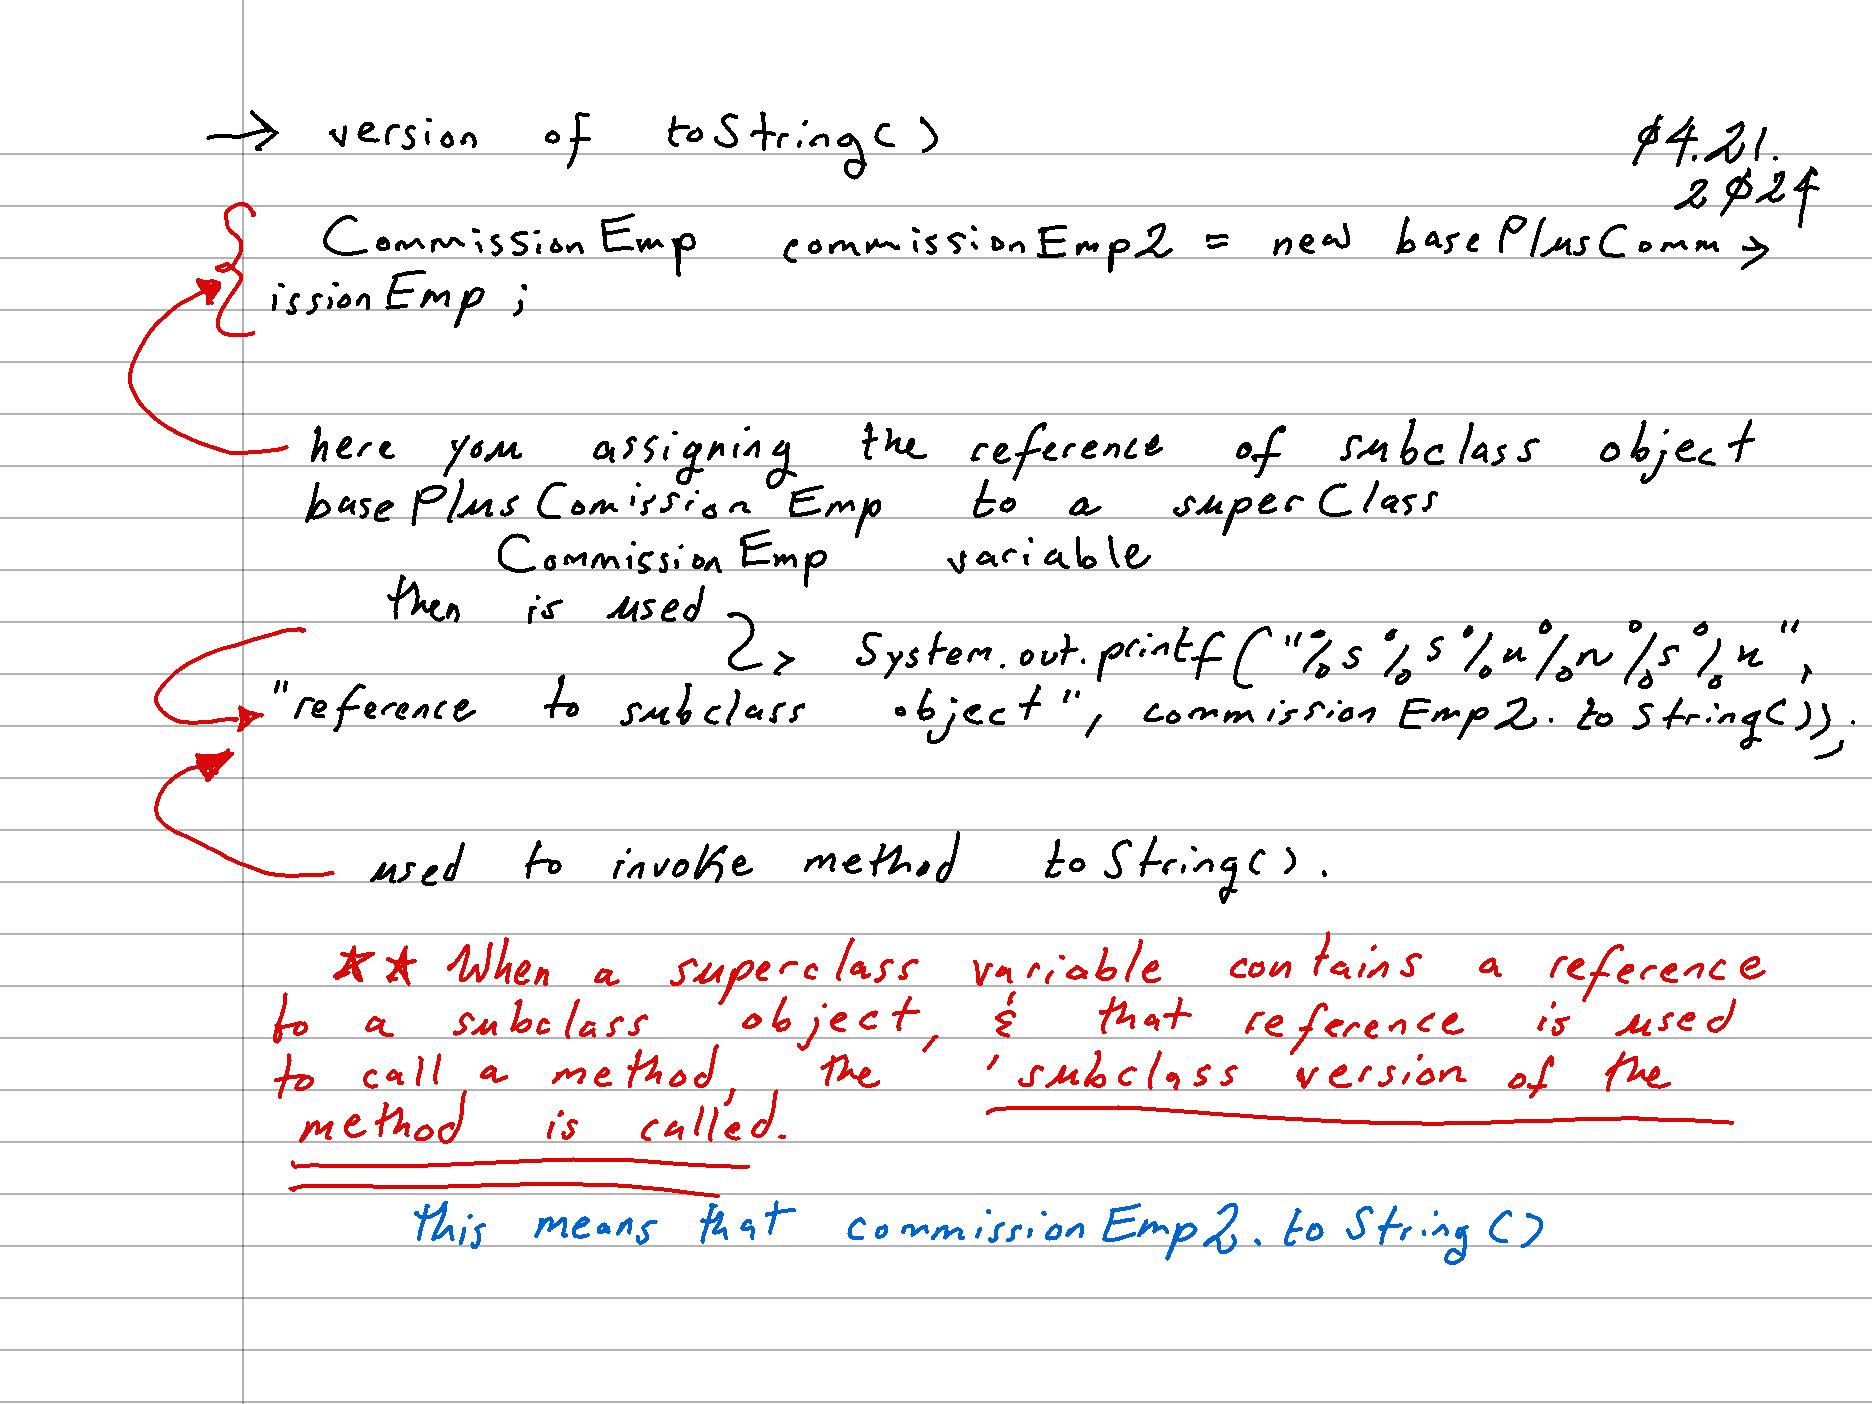 → version of toString()
04.21.
2024
CommissionEmp commissionEmp2 = new basePlusComm →
issionEmp ;
here you assigning the reference of subclass object
basePlusComissionEmp to a superClass
CommissionEmp variable
then is used
System.out.printf("%s%s%n%n%s%n",
"reference to subclass object", commissionEmp2.toString());
used to invoke method toString().
★★ When a superclass variable contains a reference
to a subclass object, & that reference is used
to call a method, the 'subclass version of the
method is called.
this means that commissionEmp2.toString()